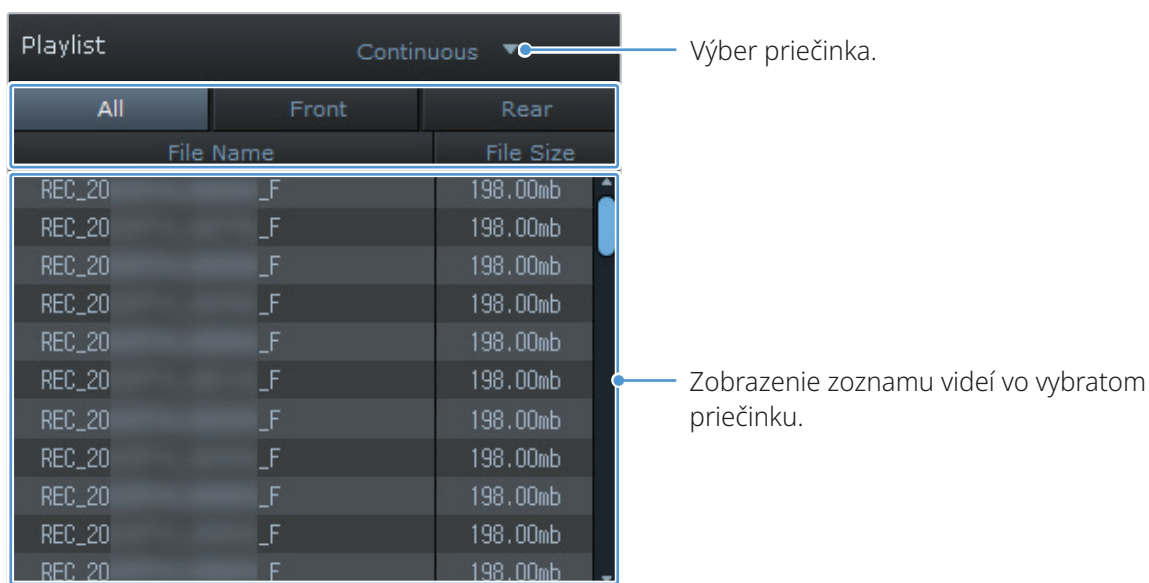 Playlist
Continuous
Výber priečinka.
All Front Rear
File Name File Size
REC_20 _F 198.00mb
REC_20 _F 198.00mb
REC_20 _F 198.00mb
REC_20 _F 198.00mb
REC_20 _F 198.00mb
REC_20 _F 198.00mb
Zobrazenie zoznamu videí vo vybratom
priečinku.
REC_20 _F 198.00mb
REC_20 _F 198.00mb
REC_20 _F 198.00mb
REC_20 _F 198.00mb
REC_20 _F 198.00mb